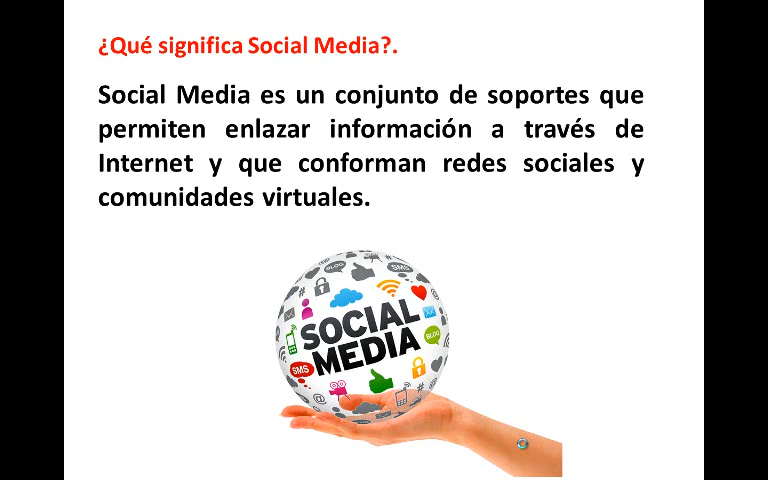 ¿Qué significa Social Media?.
Social Media es un conjunto de soportes que
permiten enlazar información a través de
Internet y que conforman redes sociales y
comunidades virtuales.
BLOG
SMS
SOCIAL
MEDIA
BLOG
SMS